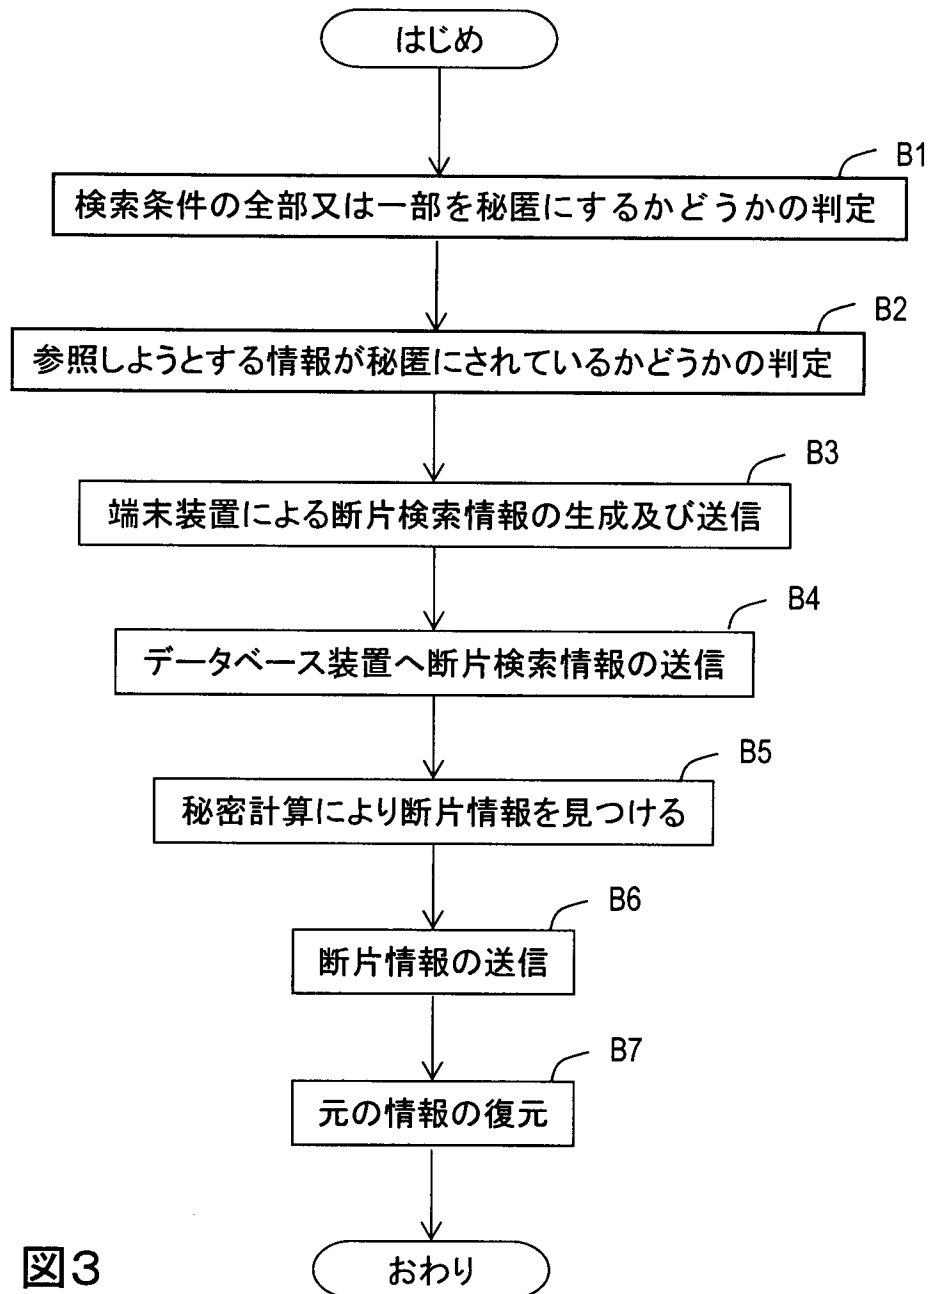 はじめ
B1
検索条件の全部又は一部を秘匿にするかどうかの判定
B2
参照しようとする情報が秘匿にされているかどうかの判定
B3
端末装置による断片検索情報の生成及び送信
B4
データベース装置へ断片検索情報の送信
B5
秘密計算により断片情報を見つける
B6
断片情報の送信
B7
元の情報の復元
おわり
図3